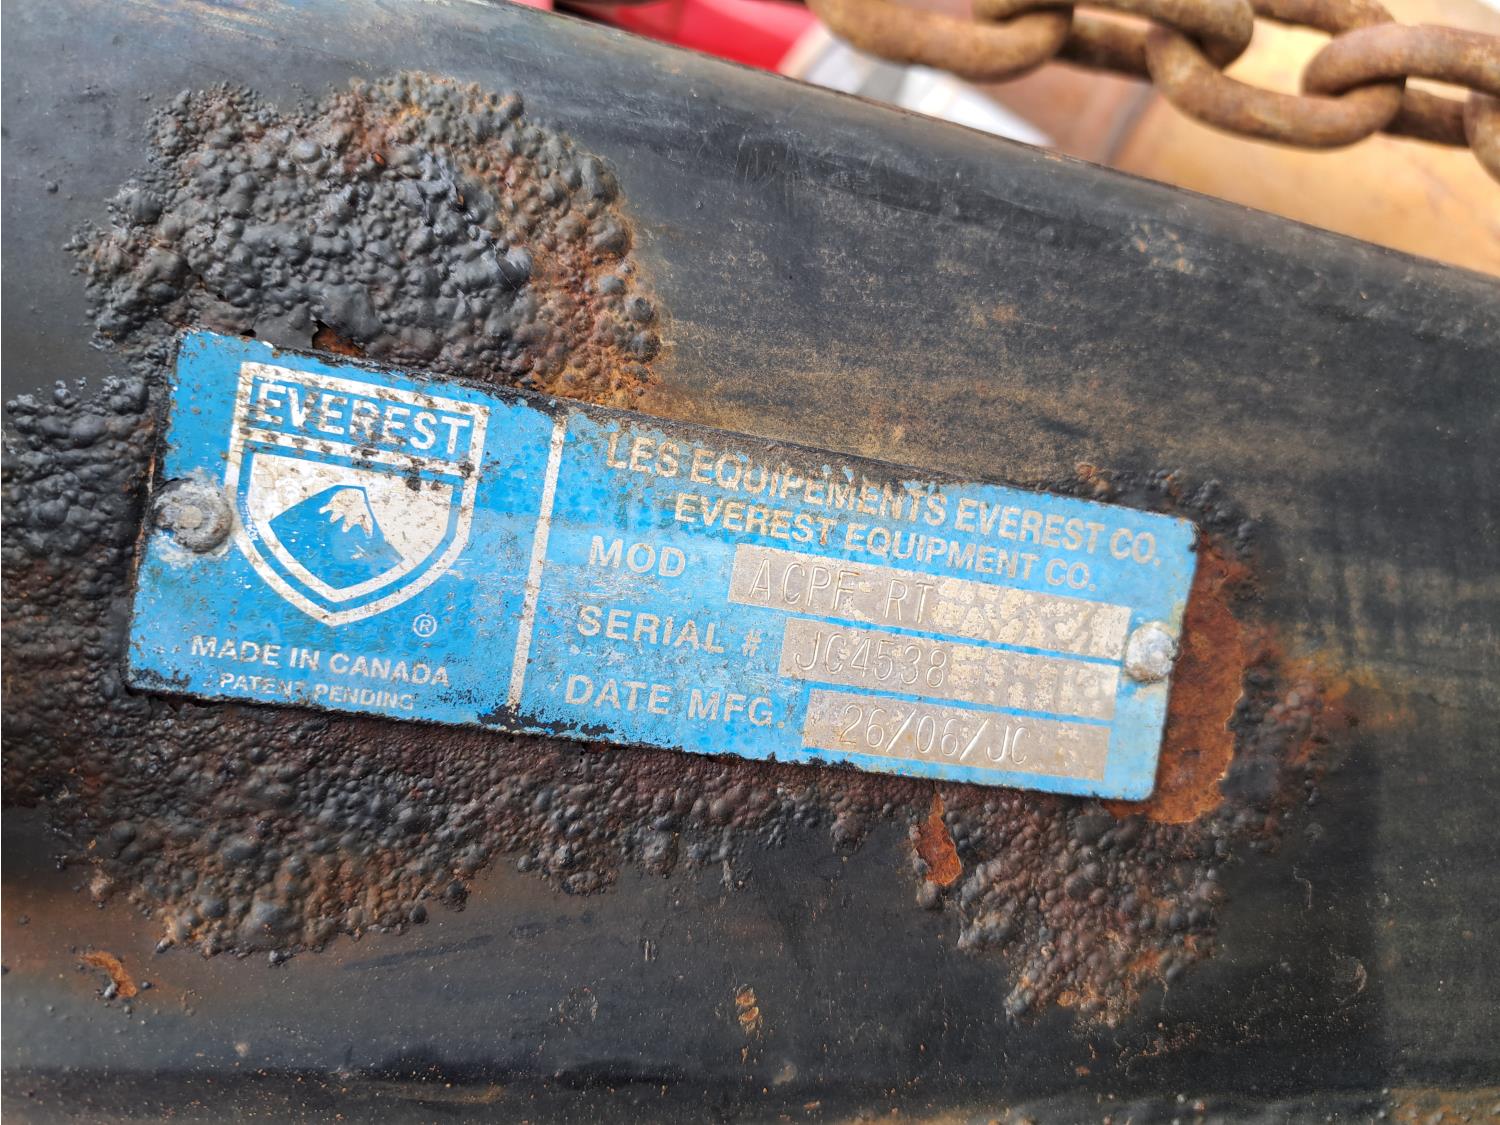 EVEREST
®
MADE IN CANADA
PATENT PENDING
LES EQUIPEMENTS EVEREST CO.
EVEREST EQUIPMENT CO.
MOD ACPF RT
SERIAL # JC4538
DATE MFG. 26/06/JC